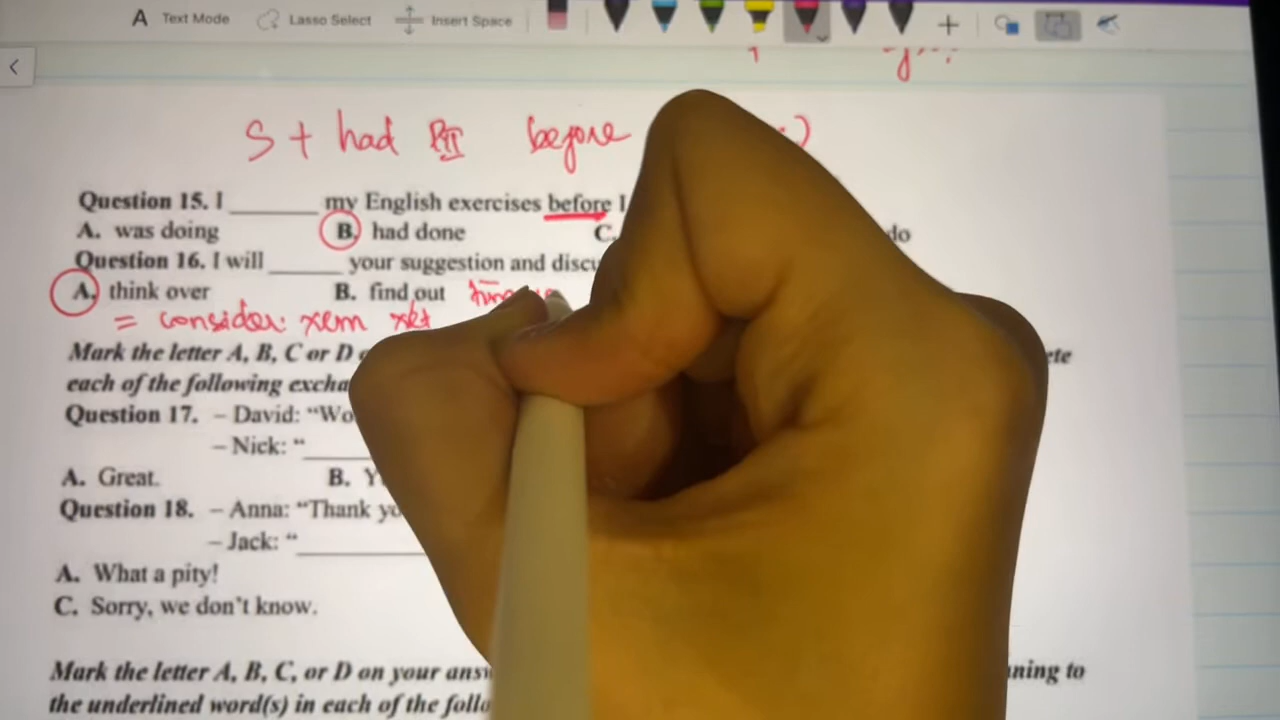 A Text Mode Lasso Select Insert Space
S + had PII before )
Question 15. I ______ my English exercises before I
A. was doing B. had done C. do
Question 16. I will ______ your suggestion and discu
A. think over B. find out
= consider: xem xét
Mark the letter A, B, C or D ete
each of the following excha
Question 17. – David: “Wo
– Nick: “
A. Great. B. Y
Question 18. – Anna: “Thank yo
– Jack: “
A. What a pity!
C. Sorry, we don't know.
Mark the letter A, B, C, or D on your answ ning to
the underlined word(s) in each of the follo